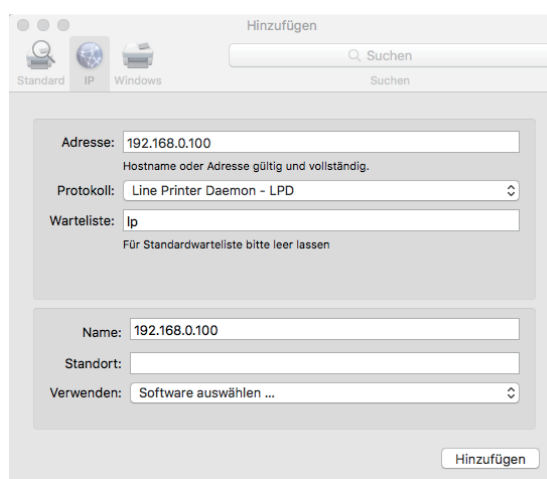 Hinzufügen
Suchen
Standard IP Windows Suchen
Adresse: 192.168.0.100
Hostname oder Adresse gültig und vollständig.
Protokoll: Line Printer Daemon - LPD
Warteliste: lp
Für Standardwarteliste bitte leer lassen
Name: 192.168.0.100
Standort:
Verwenden: Software auswählen ...
Hinzufügen